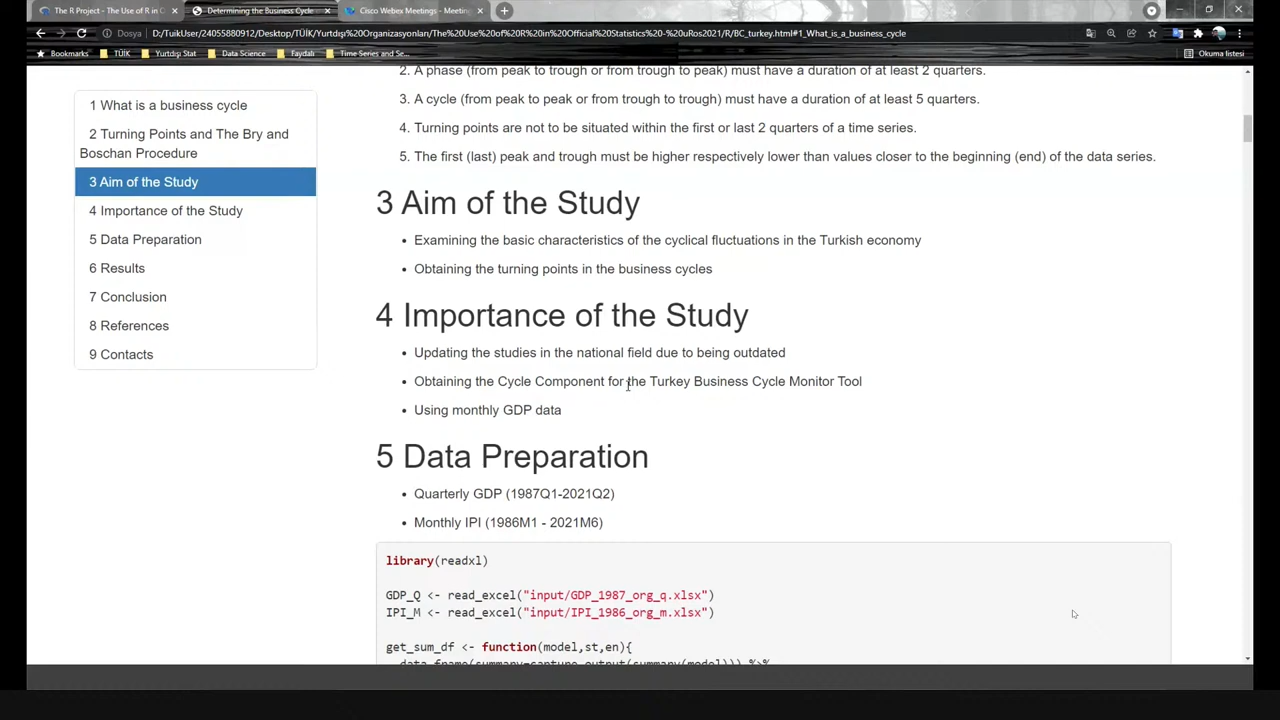 The R Project - The Use of R in O
Determining the Business Cycle
Cisco Webex Meetings - Meeting
Dosya
D:/TuikUser/24055880912/Desktop/TÜİK/Yurtdışı%20Organizasyonları/The%20Use%20of%20R%20in%20Official%20Statistics%20-%20uRos2021/R/BC_turkey.html#1_What_is_a_business_cycle
Bookmarks
TÜİK
Yurtdışı Stat
Data Science
Faydalı
Time Series and Se...
Okuma listesi
1 What is a business cycle
2 Turning Points and The Bry and
Boschan Procedure
3 Aim of the Study
4 Importance of the Study
5 Data Preparation
6 Results
7 Conclusion
8 References
9 Contacts
2. A phase (from peak to trough or from trough to peak) must have a duration of at least 2 quarters.
3. A cycle (from peak to peak or from trough to trough) must have a duration of at least 5 quarters.
4. Turning points are not to be situated within the first or last 2 quarters of a time series.
5. The first (last) peak and trough must be higher respectively lower than values closer to the beginning (end) of the data series.
3 Aim of the Study
• Examining the basic characteristics of the cyclical fluctuations in the Turkish economy
• Obtaining the turning points in the business cycles
4 Importance of the Study
• Updating the studies in the national field due to being outdated
• Obtaining the Cycle Component for the Turkey Business Cycle Monitor Tool
• Using monthly GDP data
5 Data Preparation
• Quarterly GDP (1987Q1-2021Q2)
• Monthly IPI (1986M1 - 2021M6)
library(readxl)
GDP_Q <- read_excel("input/GDP_1987_org_q.xlsx")
IPI_M <- read_excel("input/IPI_1986_org_m.xlsx")
get_sum_df <- function(model,st,en){
data.frame(summary=capture.output(summary(model))) %>%